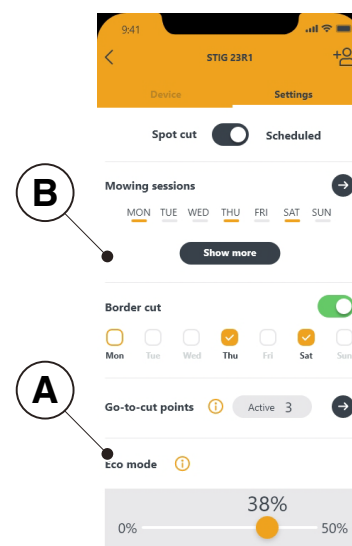 9:41
STIG 23R1
Device Settings
Spot cut Scheduled
B
Mowing sessions
MON TUE WED THU FRI SAT SUN
Show more
Border cut
Mon Tue Wed Thu Fri Sat Sun
A
Go-to-cut points Active 3
Eco mode
38%
0% 50%